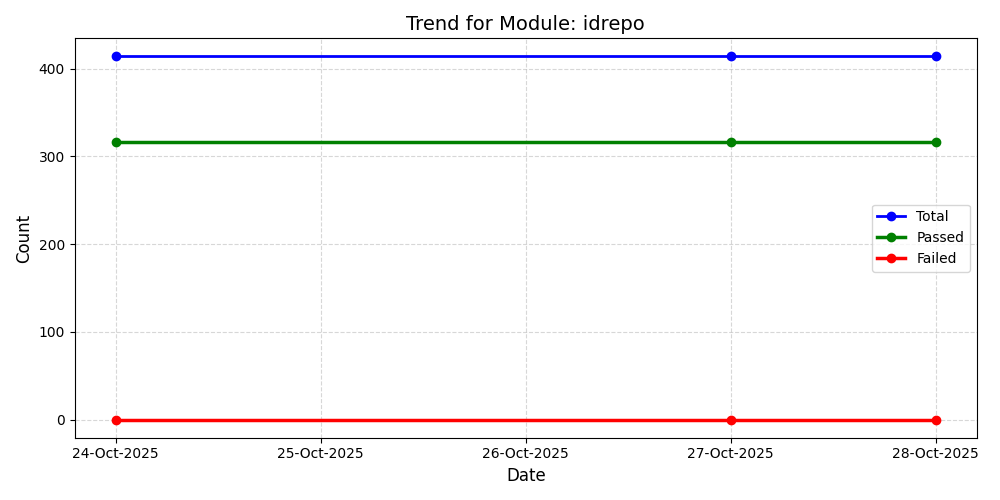 Trend for Module: idrepo
Count
400
300
200
100
0
Total
Passed
Failed
24-Oct-2025
25-Oct-2025
26-Oct-2025
27-Oct-2025
28-Oct-2025
Date